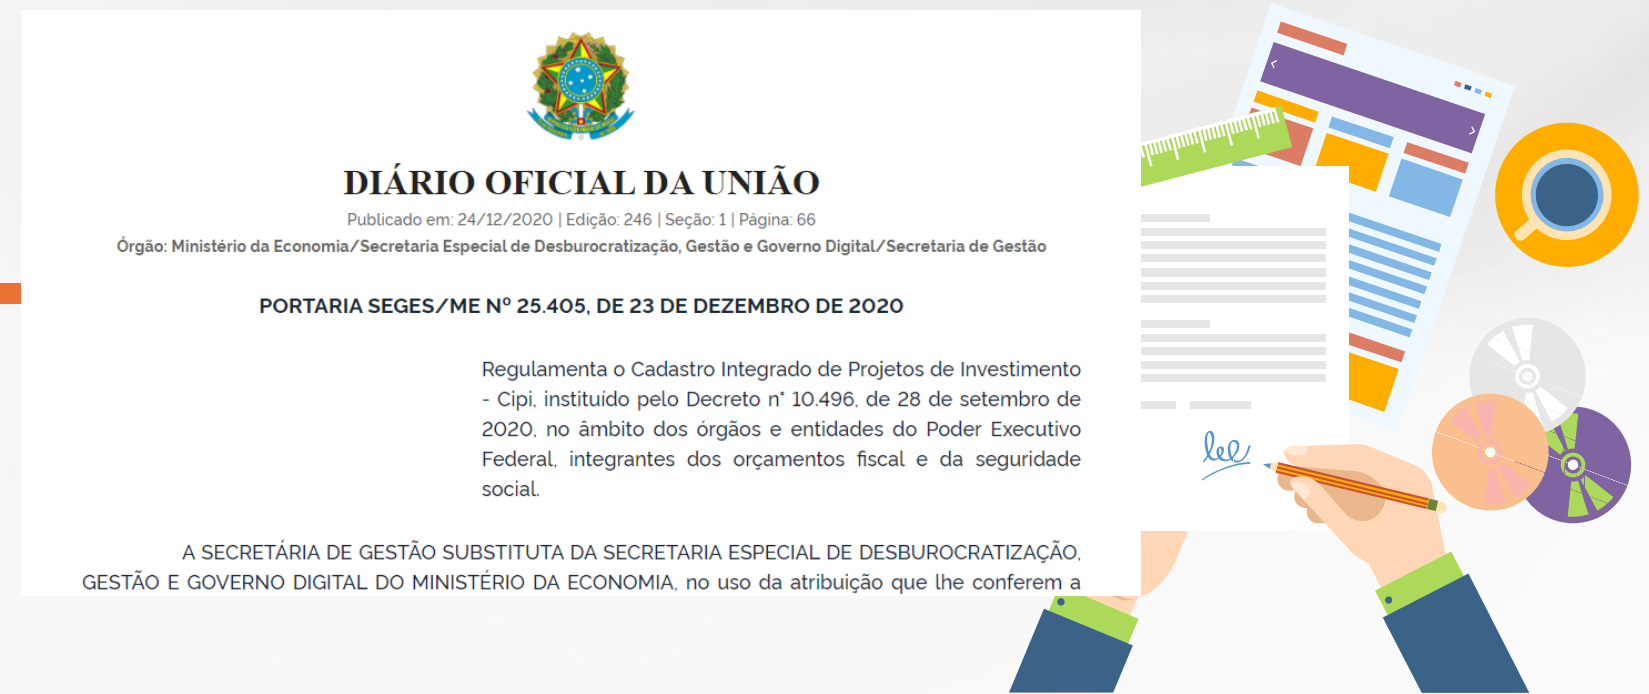 DIÁRIO OFICIAL DA UNIÃO
Publicado em: 24/12/2020 | Edição: 246 | Seção: 1 | Página: 66
Órgão: Ministério da Economia/Secretaria Especial de Desburocratização, Gestão e Governo Digital/Secretaria de Gestão
PORTARIA SEGES/ME Nº 25.405, DE 23 DE DEZEMBRO DE 2020
Regulamenta o Cadastro Integrado de Projetos de Investimento
- Cipi, instituído pelo Decreto n° 10.496, de 28 de setembro de
2020, no âmbito dos órgãos e entidades do Poder Executivo
Federal, integrantes dos orçamentos fiscal e da seguridade
social.
A SECRETÁRIA DE GESTÃO SUBSTITUTA DA SECRETARIA ESPECIAL DE DESBUROCRATIZAÇÃO,
GESTÃO E GOVERNO DIGITAL DO MINISTÉRIO DA ECONOMIA, no uso da atribuição que lhe conferem a